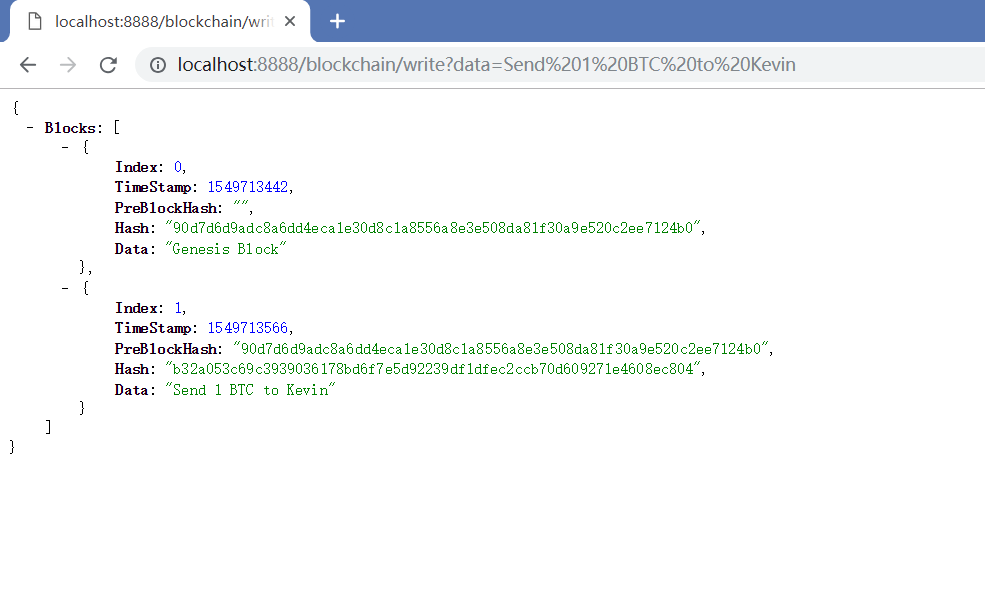 localhost:8888/blockchain/wri
localhost:8888/blockchain/write?data=Send%201%20BTC%20to%20Kevin
{
- Blocks: [
- {
Index: 0,
TimeStamp: 1549713442,
PreBlockHash: "",
Hash: "90d7d6d9adc8a6dd4eca1e30d8c1a8556a8e3e508da81f30a9e520c2ee7124b0",
Data: "Genesis Block"
},
- {
Index: 1,
TimeStamp: 1549713566,
PreBlockHash: "90d7d6d9adc8a6dd4eca1e30d8c1a8556a8e3e508da81f30a9e520c2ee7124b0",
Hash: "b32a053c69c3939036178bd6f7e5d92239df1dfec2ccb70d609271e4608ec804",
Data: "Send 1 BTC to Kevin"
}
]
}